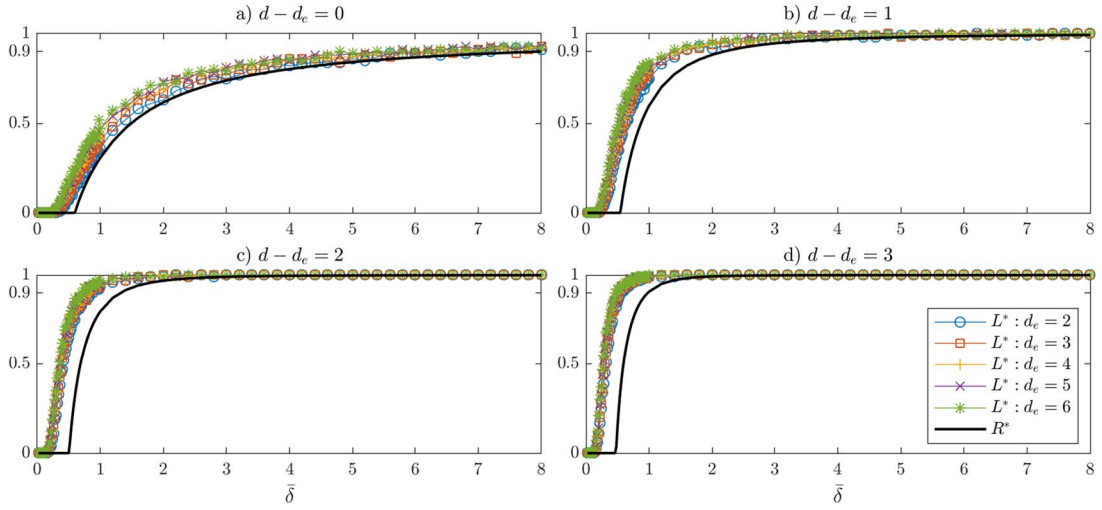 a) d − d_e = 0
b) d − d_e = 1
1
0.9
0.5
0
0 1 2 3 4 5 6 7 8
1
0.9
0.5
0
0 1 2 3 4 5 6 7 8
c) d − d_e = 2
d) d − d_e = 3
1
0.9
0.5
0
0 1 2 3 4 5 6 7 8
δ̄
1
0.9
0.5
0
0 1 2 3 4 5 6 7 8
δ̄
L* : d_e = 2
L* : d_e = 3
L* : d_e = 4
L* : d_e = 5
L* : d_e = 6
R*